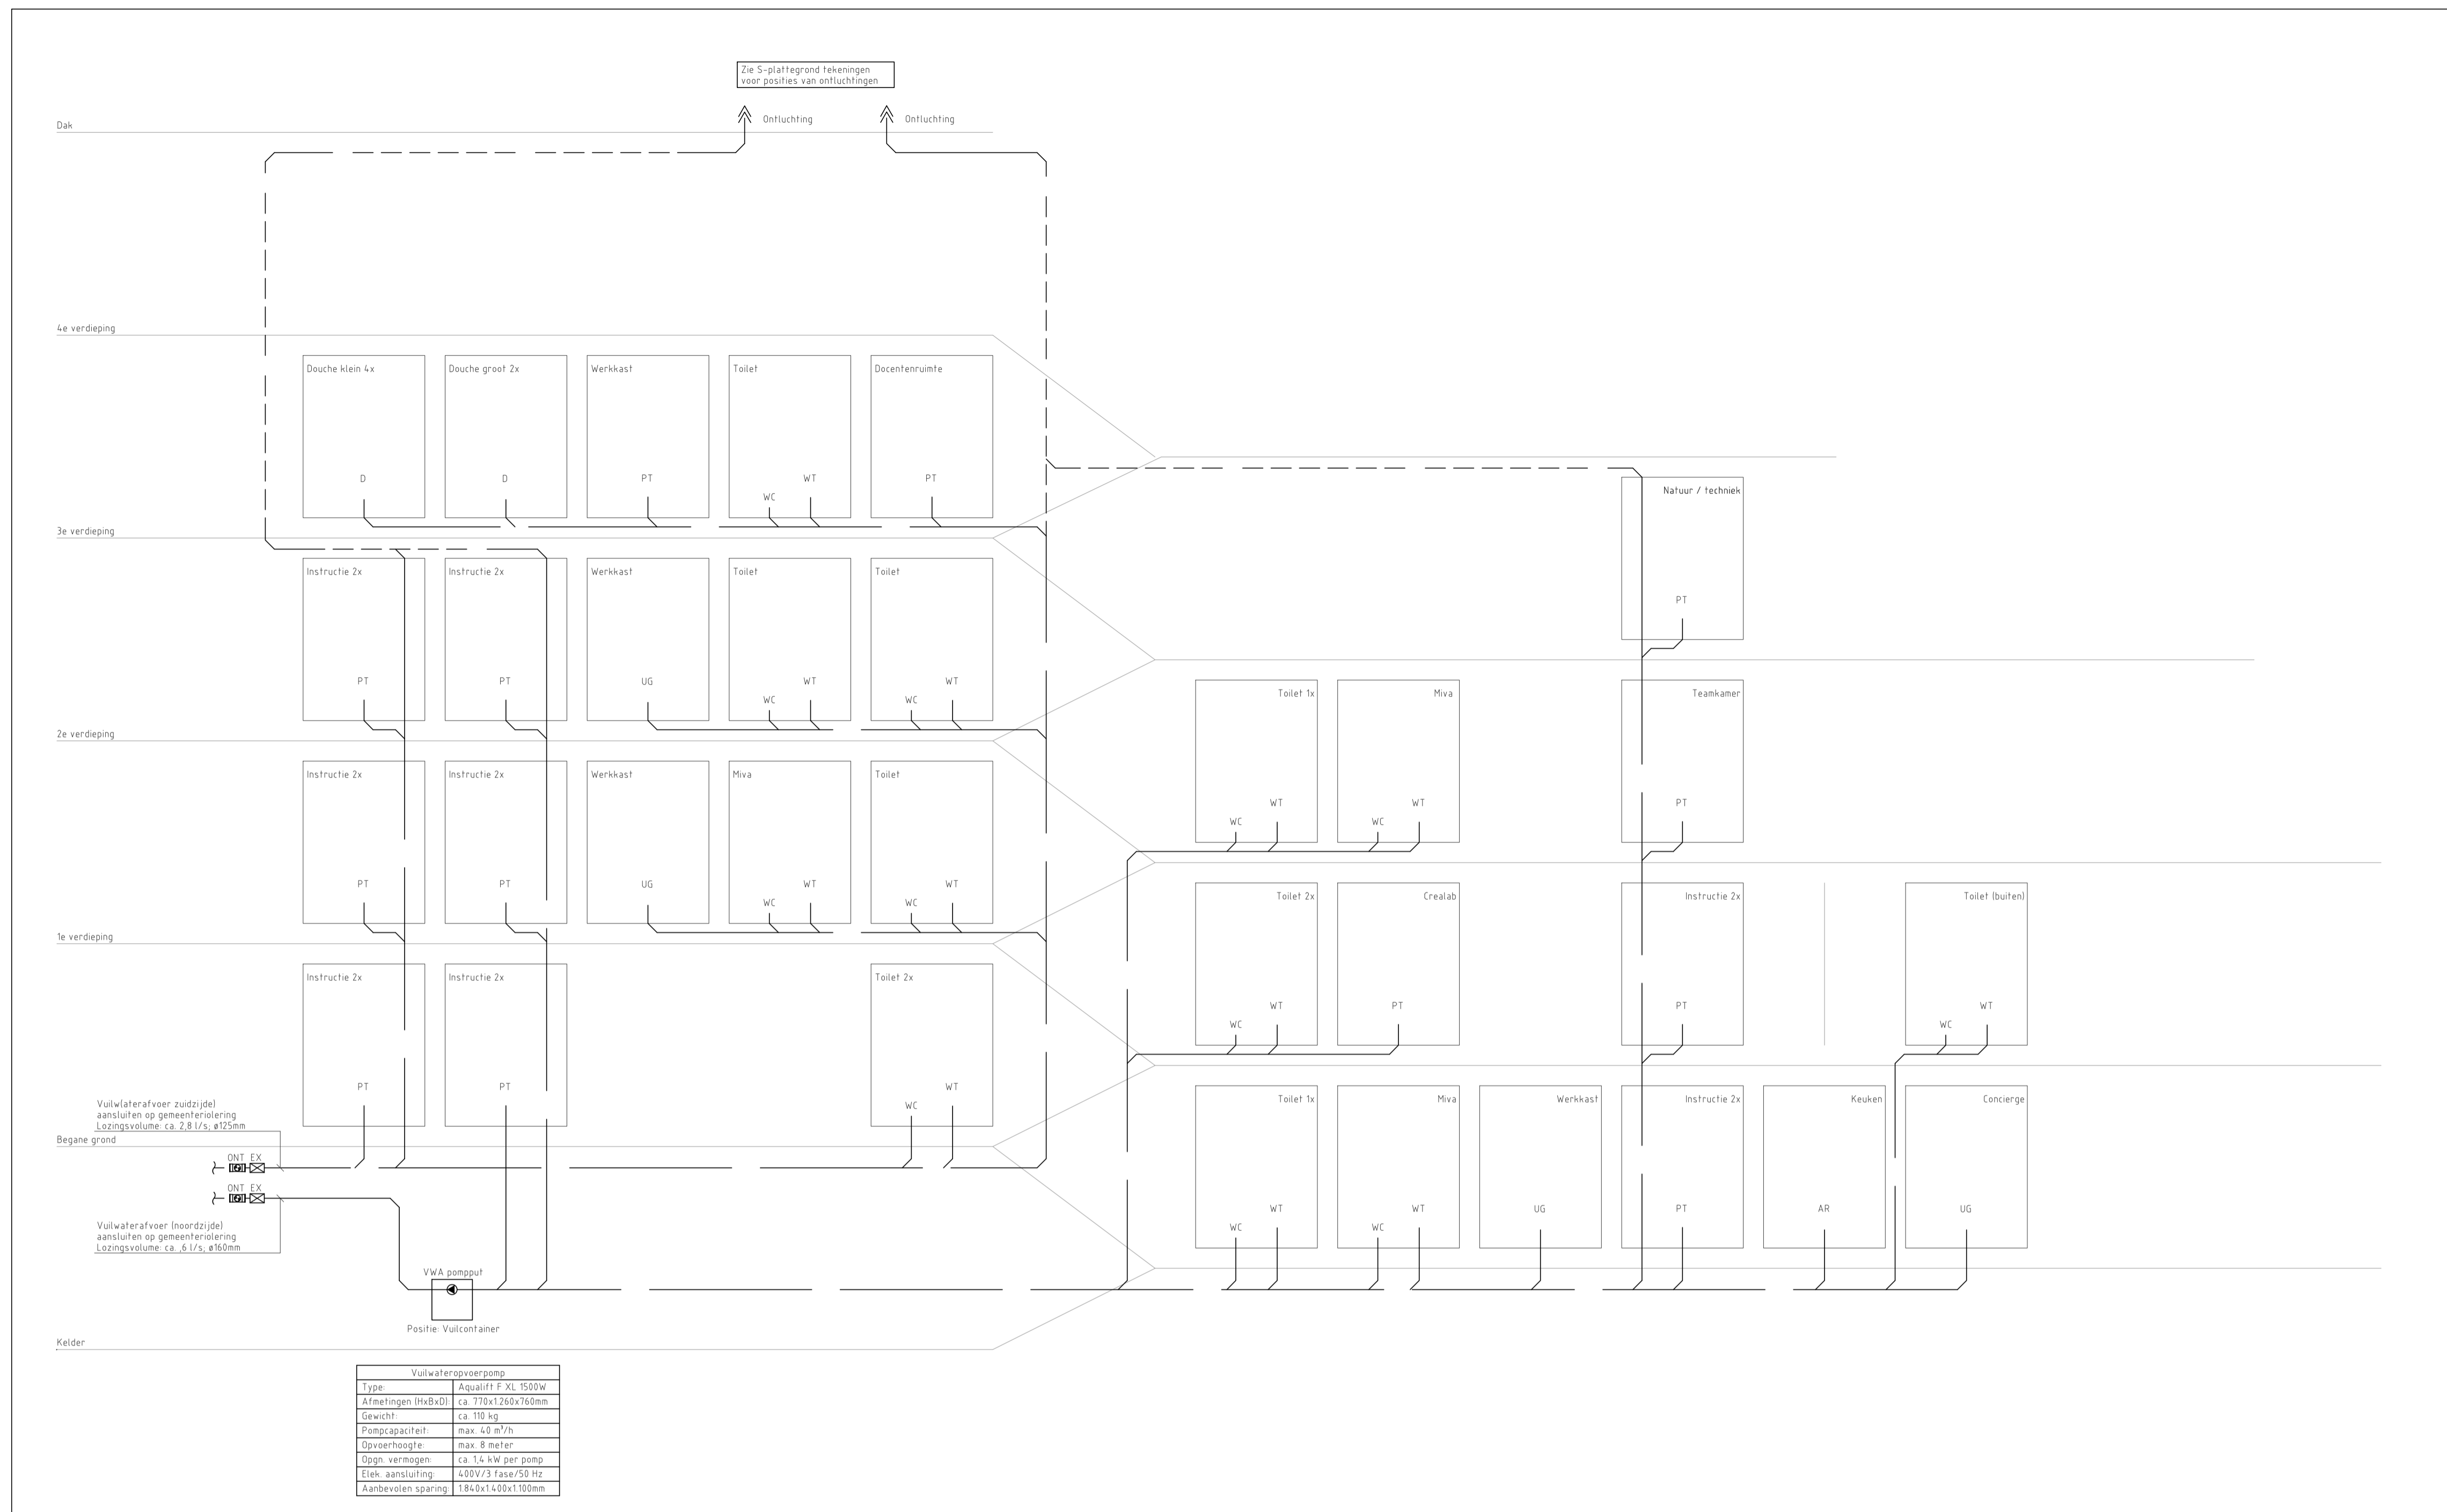 Zie S-plattegrond tekeningen
voor posities van ontluchtingen
Ontluchting
Ontluchting
Dak
4e verdieping
Douche klein 4x
Douche groot 2x
Werkkast
Toilet
Docentenruimte
D
D
PT
WC
WT
PT
Natuur / techniek
PT
3e verdieping
Instructie 2x
Instructie 2x
Werkkast
Toilet
Toilet
PT
PT
UG
WC
WT
WC
WT
Toilet 1x
Miva
Teamkamer
WC
WT
WC
WT
PT
2e verdieping
Instructie 2x
Instructie 2x
Werkkast
Miva
Toilet
PT
PT
UG
WC
WT
WC
WT
Toilet 2x
Crealab
Instructie 2x
Toilet (buiten)
WC
WT
PT
PT
WC
WT
1e verdieping
Instructie 2x
Instructie 2x
Toilet 2x
PT
PT
WC
WT
Toilet 1x
Miva
Werkkast
Instructie 2x
Keuken
Concierge
WC
WT
WC
WT
UG
PT
AR
UG
Vuilw(aterafvoer zuidzijde)
aansluiten op gemeenteriolering
Lozingsvolume: ca. 2,8 l/s; ø125mm
Begane grond
ONT EX
ONT EX
Vuilwaterafvoer (noordzijde)
aansluiten op gemeenteriolering
Lozingsvolume: ca. ,6 l/s; ø160mm
VWA pompput
Positie: Vuilcontainer
Kelder
Vuilwateropvoerpomp
Type: Aqualift F XL 1500W
Afmetingen (HxBxD): ca. 770x1.260x760mm
Gewicht: ca. 110 kg
Pompcapaciteit: max. 40 m³/h
Opvoerhoogte: max. 8 meter
Opgn. vermogen: ca. 1,4 kW per pomp
Elek. aansluiting: 400V/3 fase/50 Hz
Aanbevolen sparing: 1.840x1.400x1.100mm